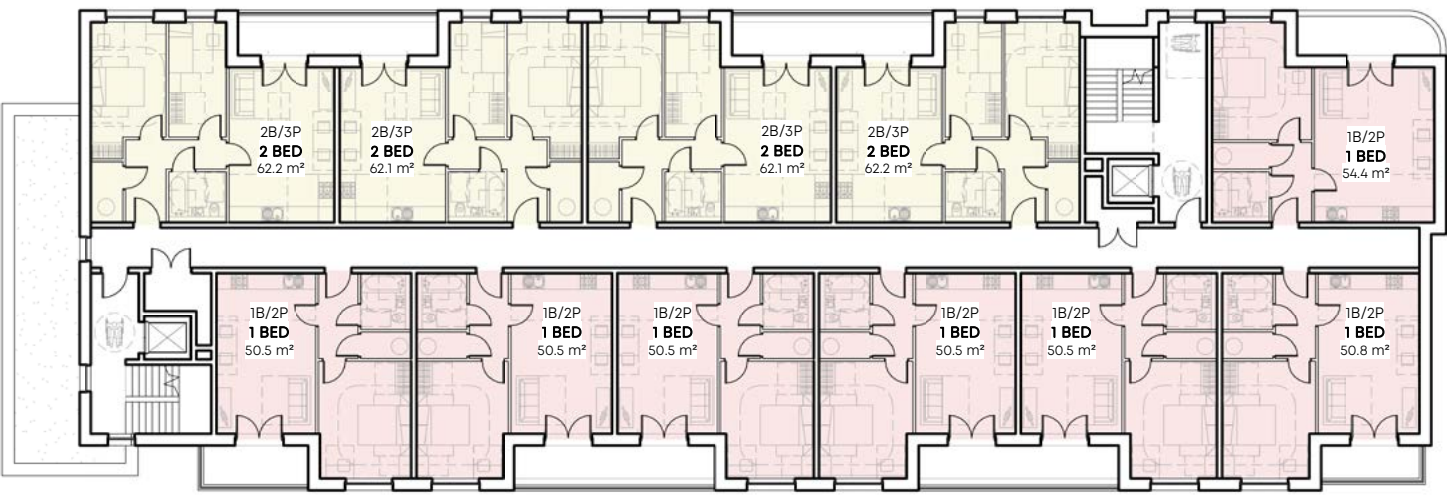 2B/3P
2 BED
62.2 m²
2B/3P
2 BED
62.1 m²
2B/3P
2 BED
62.1 m²
2B/3P
2 BED
62.2 m²
1B/2P
1 BED
54.4 m²
1B/2P
1 BED
50.5 m²
1B/2P
1 BED
50.5 m²
1B/2P
1 BED
50.5 m²
1B/2P
1 BED
50.5 m²
1B/2P
1 BED
50.5 m²
1B/2P
1 BED
50.8 m²